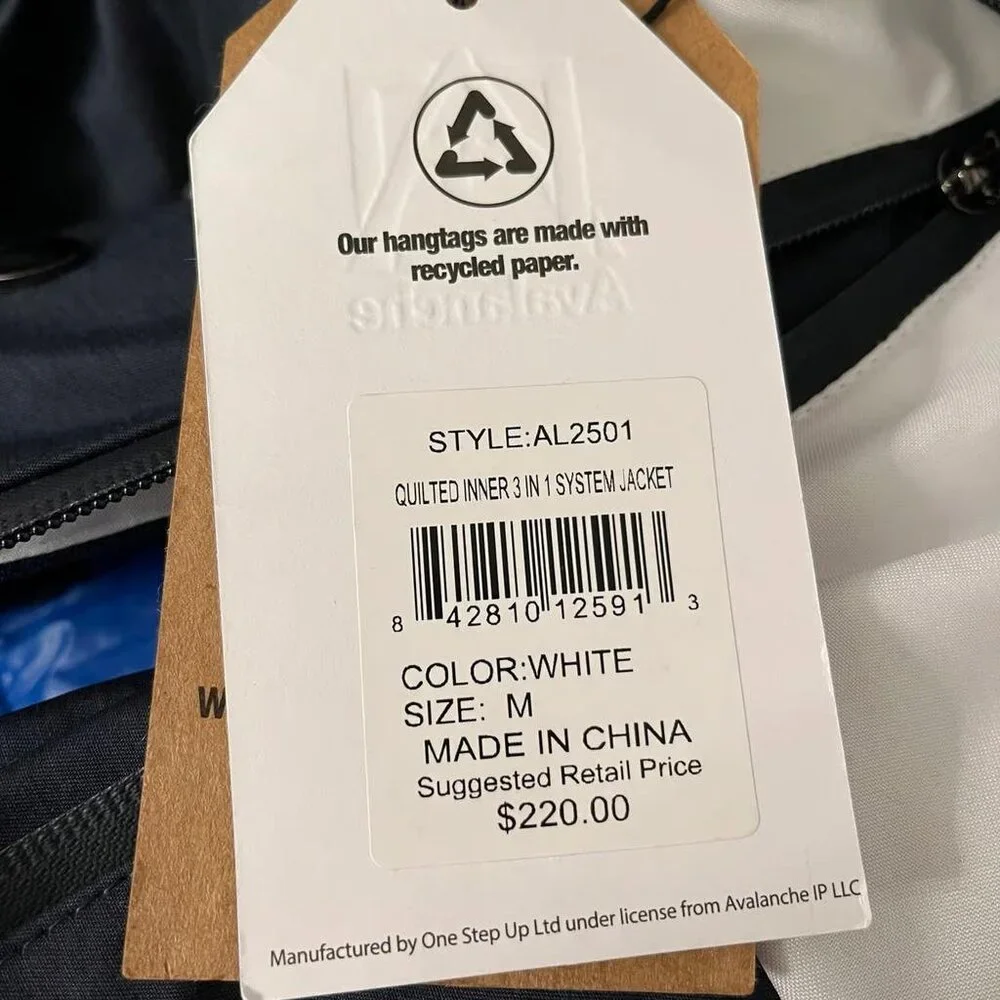 Our hangtags are made with
recycled paper.
Avalanche
STYLE:AL2501
QUILTED INNER 3 IN 1 SYSTEM JACKET
8 42810 12591 3
COLOR:WHITE
SIZE: M
MADE IN CHINA
Suggested Retail Price
$220.00
W
Manufactured by One Step Up Ltd under license from Avalanche IP LLC